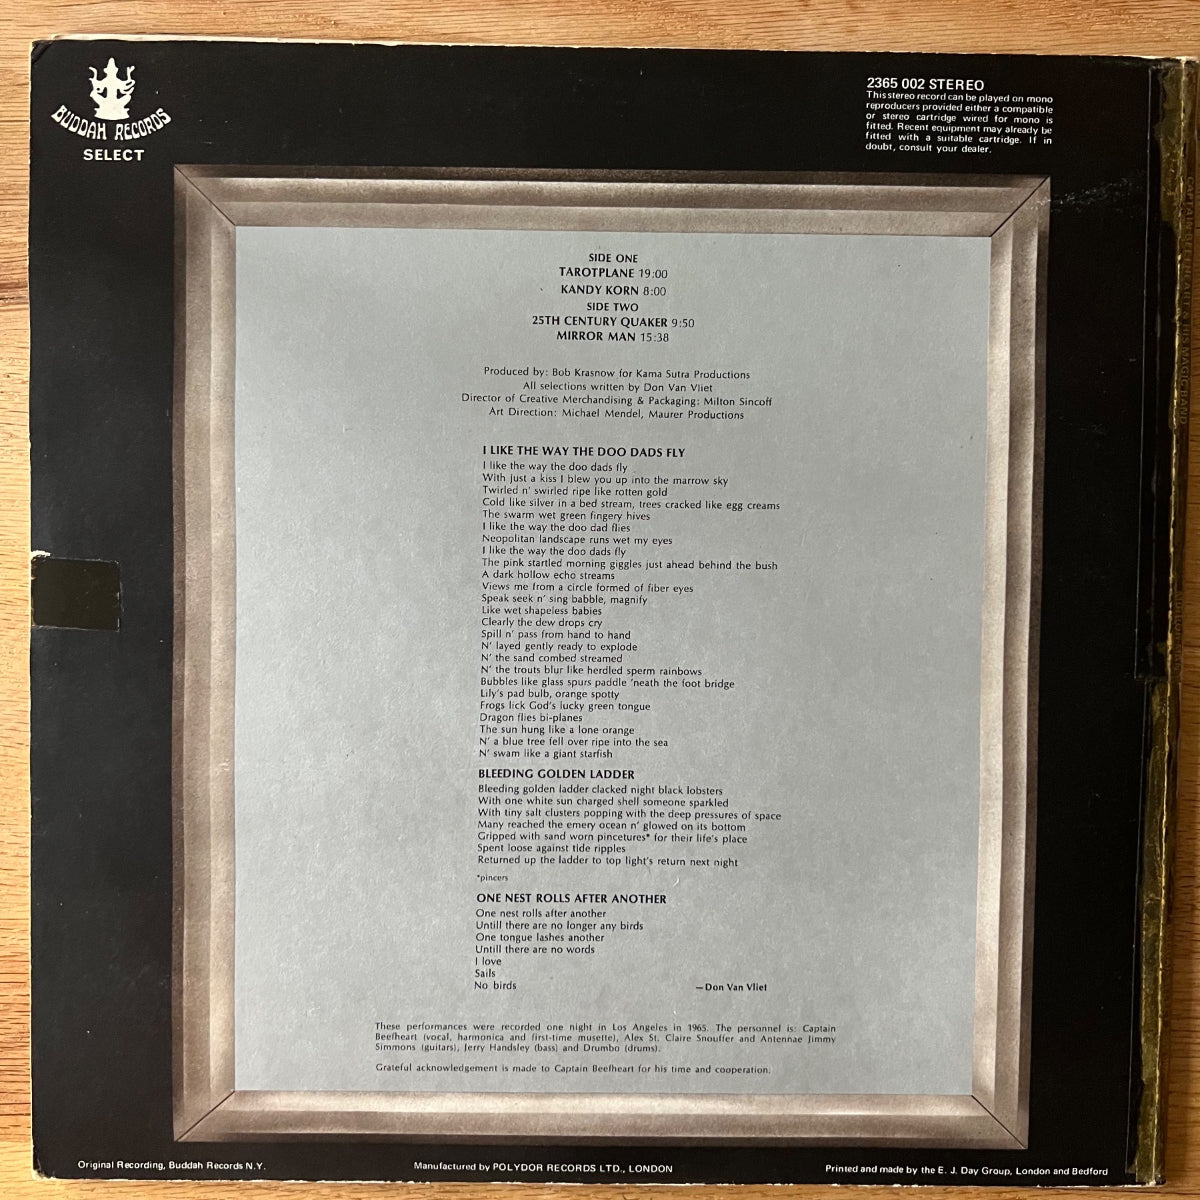 BUDDAH RECORDS
SELECT
2365 002 STEREO
This stereo record can be played on mono
reproducers provided either a compatible
or stereo cartridge wired for mono is
fitted. Recent equipment may already be
fitted with a suitable cartridge. If in
doubt, consult your dealer.
SIDE ONE
TAROTPLANE 19:00
KANDY KORN 8:00
SIDE TWO
25TH CENTURY QUAKER 9:50
MIRROR MAN 15:38
Produced by: Bob Krasnow for Kama Sutra Productions
All selections written by Don Van Vliet
Director of Creative Merchandising & Packaging: Milton Sincoff
Art Direction: Michael Mendel, Maurer Productions
I LIKE THE WAY THE DOO DADS FLY
I like the way the doo dads fly
With just a kiss I blew you up into the marrow sky
Twirled n' swirled ripe like rotten gold
Cold like silver in a bed stream, trees cracked like egg creams
The swarm wet green fingery hives
I like the way the doo dad flies
Neopolitan landscape runs wet my eyes
I like the way the doo dads fly
The pink startled morning giggles just ahead behind the bush
A dark hollow echo streams
Views me from a circle formed of fiber eyes
Speak seek n' sing babble, magnify
Like wet shapeless babies
Clearly the dew drops cry
Spill n' pass from hand to hand
N' layed gently ready to explode
N' the sand combed streamed
N' the trouts blur like herdled sperm rainbows
Bubbles like glass spurs paddle 'neath the foot bridge
Lily's pad bulb, orange spotty
Frogs lick God's lucky green tongue
Dragon flies bi-planes
The sun hung like a lone orange
N' a blue tree fell over ripe into the sea
N' swam like a giant starfish
BLEEDING GOLDEN LADDER
Bleeding golden ladder clacked night black lobsters
With one white sun charged shell someone sparkled
With tiny salt clusters popping with the deep pressures of space
Many reached the emery ocean n' glowed on its bottom
Gripped with sand worn pincetures* for their life's place
Spent loose against tide ripples
Returned up the ladder to top light's return next night
*pincers
ONE NEST ROLLS AFTER ANOTHER
One nest rolls after another
Untill there are no longer any birds
One tongue lashes another
Untill there are no words
I love
Sails
No birds
—Don Van Vliet
These performances were recorded one night in Los Angeles in 1965. The personnel is: Captain
Beefheart (vocal, harmonica and first-time musette), Alex St. Claire Snouffer and Antennae Jimmy
Simmons (guitars), Jerry Handsley (bass) and Drumbo (drums).
Grateful acknowledgement is made to Captain Beefheart for his time and cooperation.
Original Recording, Buddah Records N.Y.
Manufactured by POLYDOR RECORDS LTD., LONDON
Printed and made by the E. J. Day Group, London and Bedford